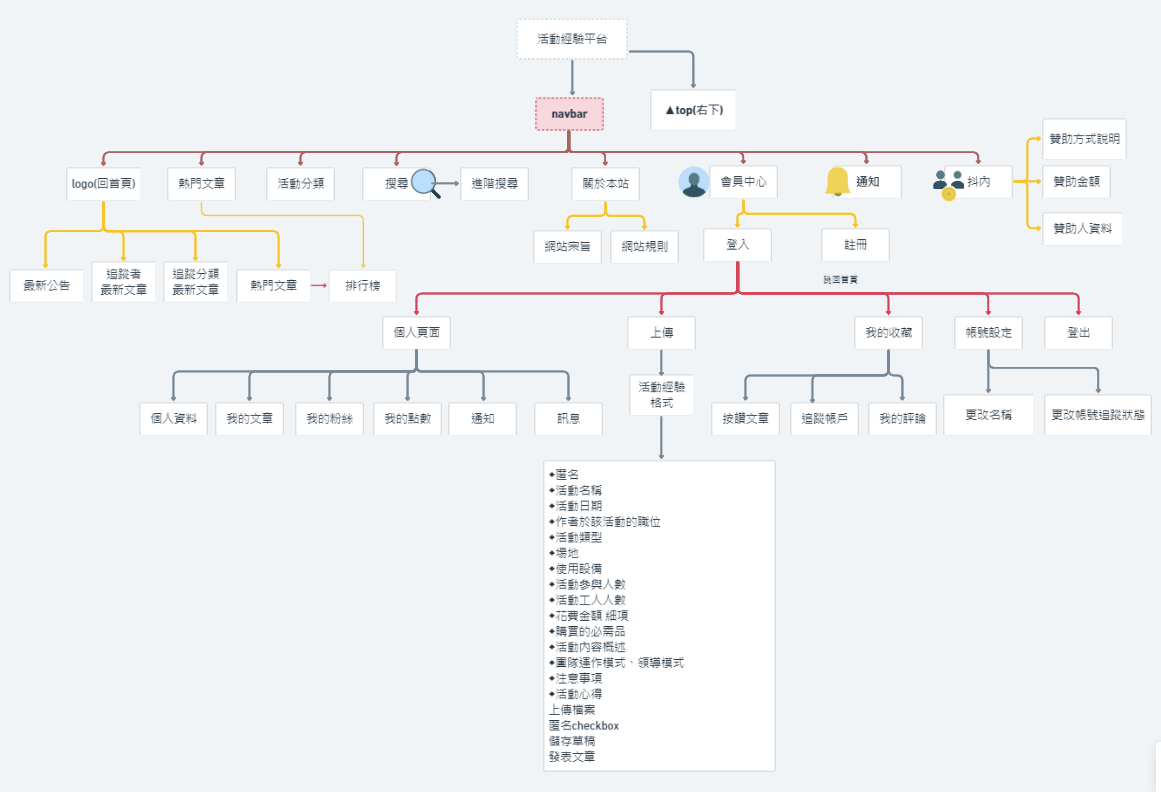 活動經驗平台
navbar
▲top(右下)
logo(回首頁)
熱門文章
活動分類
搜尋
進階搜尋
關於本站
會員中心
通知
抖內
贊助方式說明
贊助金額
贊助人資料
網站宗旨
網站規則
登入
註冊
最新公告
追蹤者
最新文章
追蹤分類
最新文章
熱門文章
排行榜
跳回首頁
個人頁面
上傳
我的收藏
帳號設定
登出
個人資料
我的文章
我的粉絲
我的點數
通知
訊息
活動經驗
格式
按讚文章
追蹤帳戶
我的評論
更改名稱
更改帳號追蹤狀態
◆匿名
◆活動名稱
◆活動日期
◆作者於該活動的職位
◆活動類型
◆場地
◆使用設備
◆活動參與人數
◆活動工人人數
◆花費金額 細項
◆購買的必需品
◆活動內容概述
◆團隊運作模式、領導模式
◆注意事項
◆活動心得
上傳檔案
匿名checkbox
儲存草稿
發表文章